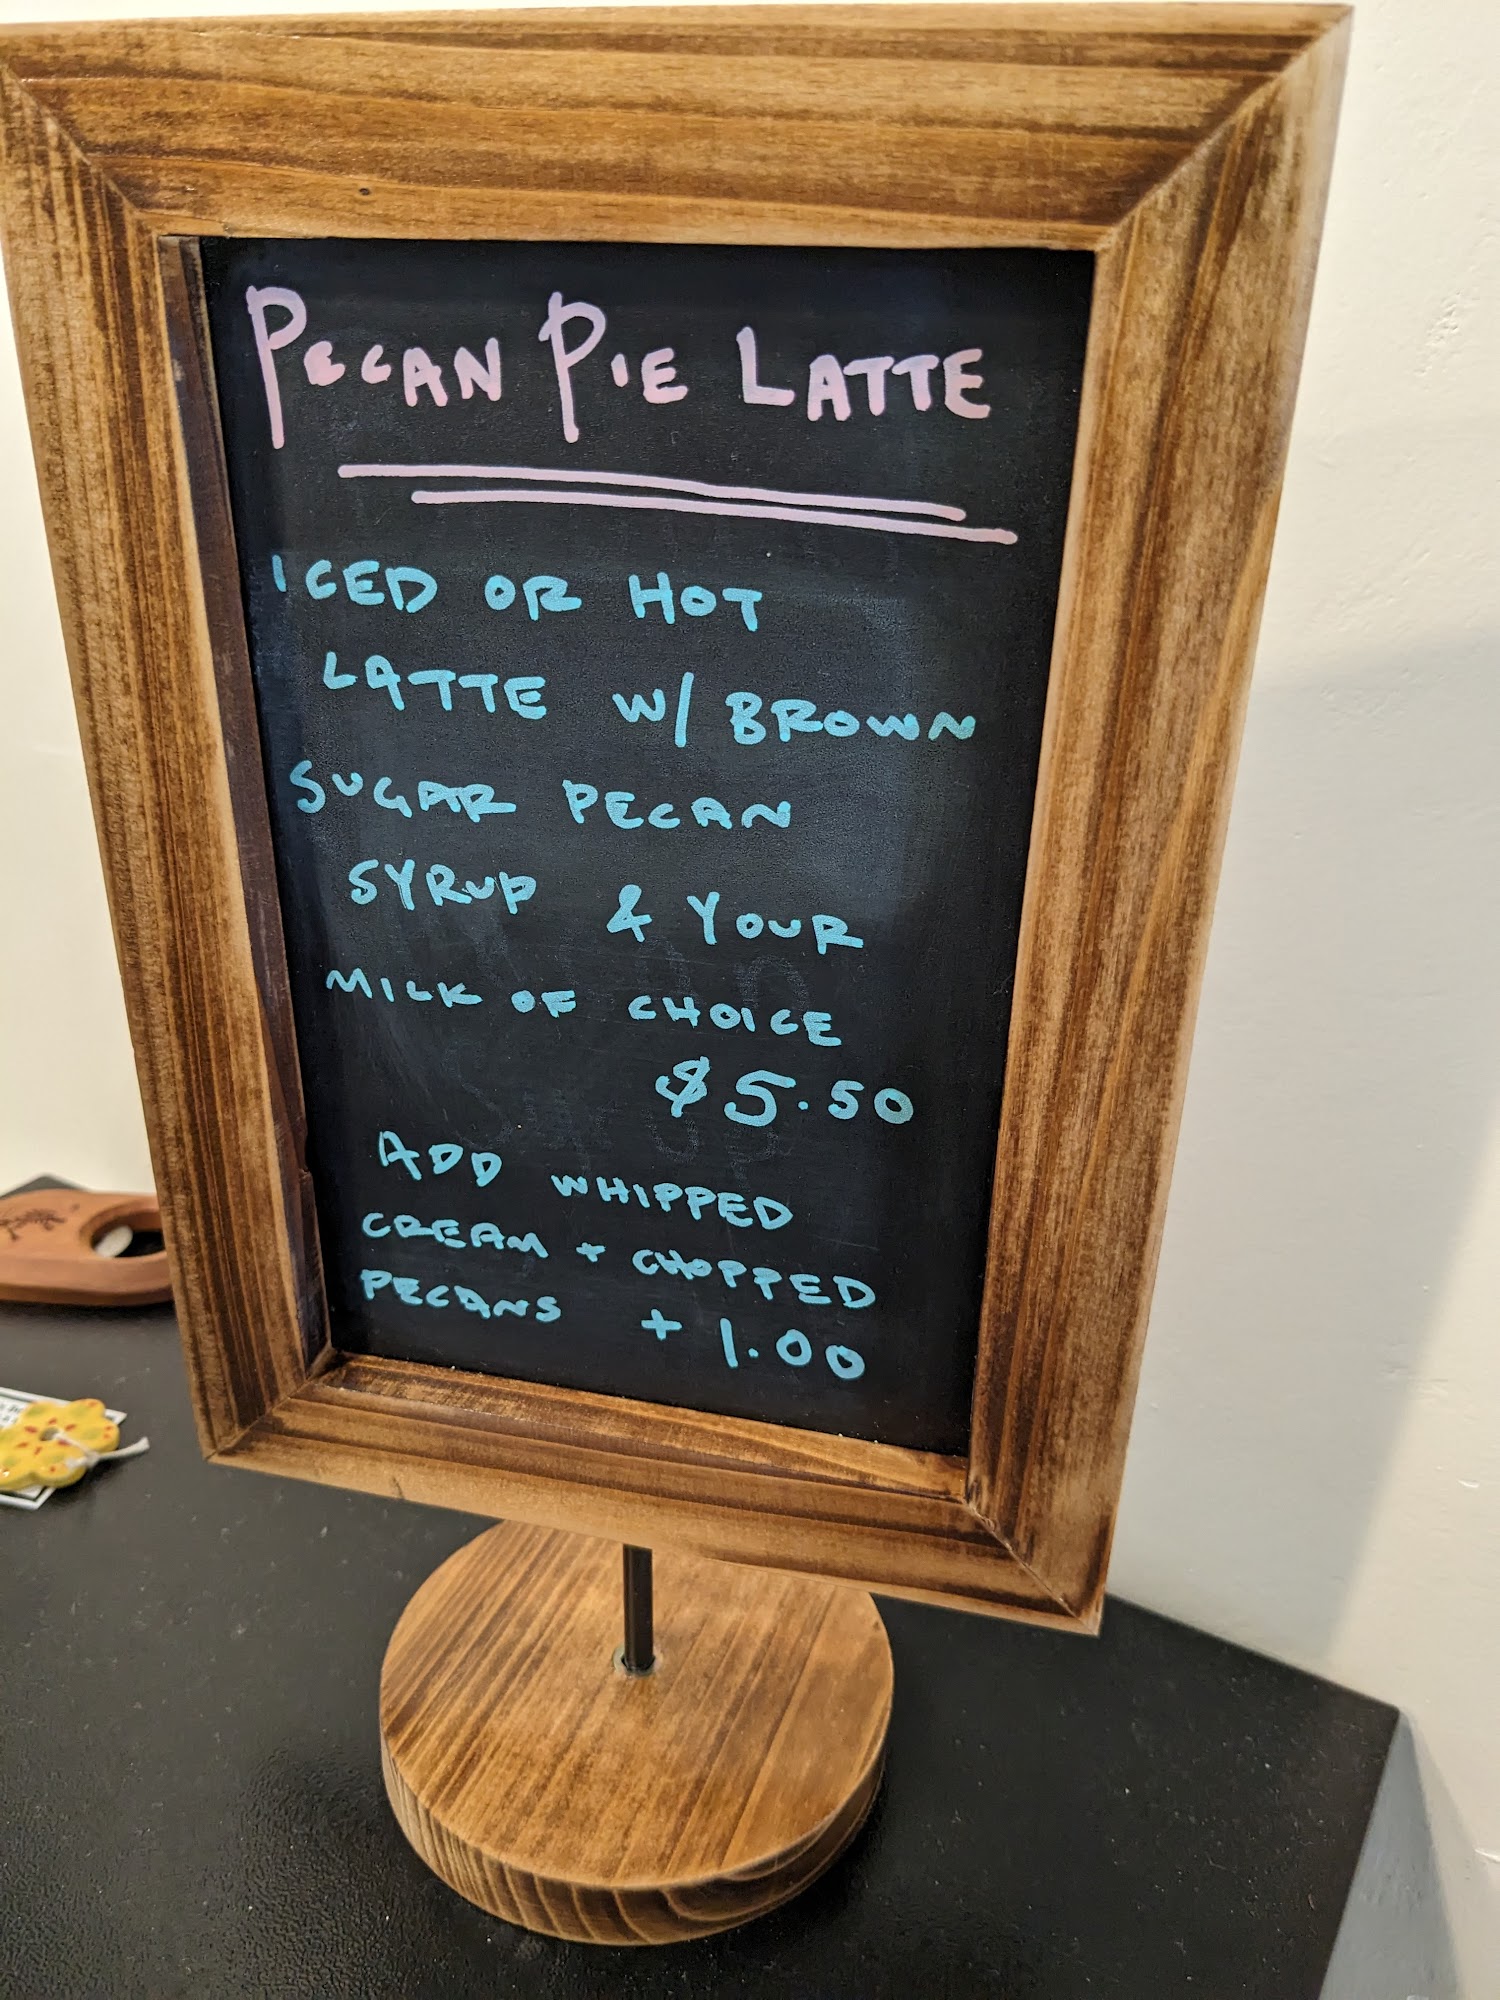 PECAN PIE LATTE
ICED OR HOT
LATTE W/ BROWN
SUGAR PECAN
SYRUP & YOUR
MILK OF CHOICE
$5.50
ADD WHIPPED
CREAM + CHOPPED
PECANS + 1.00